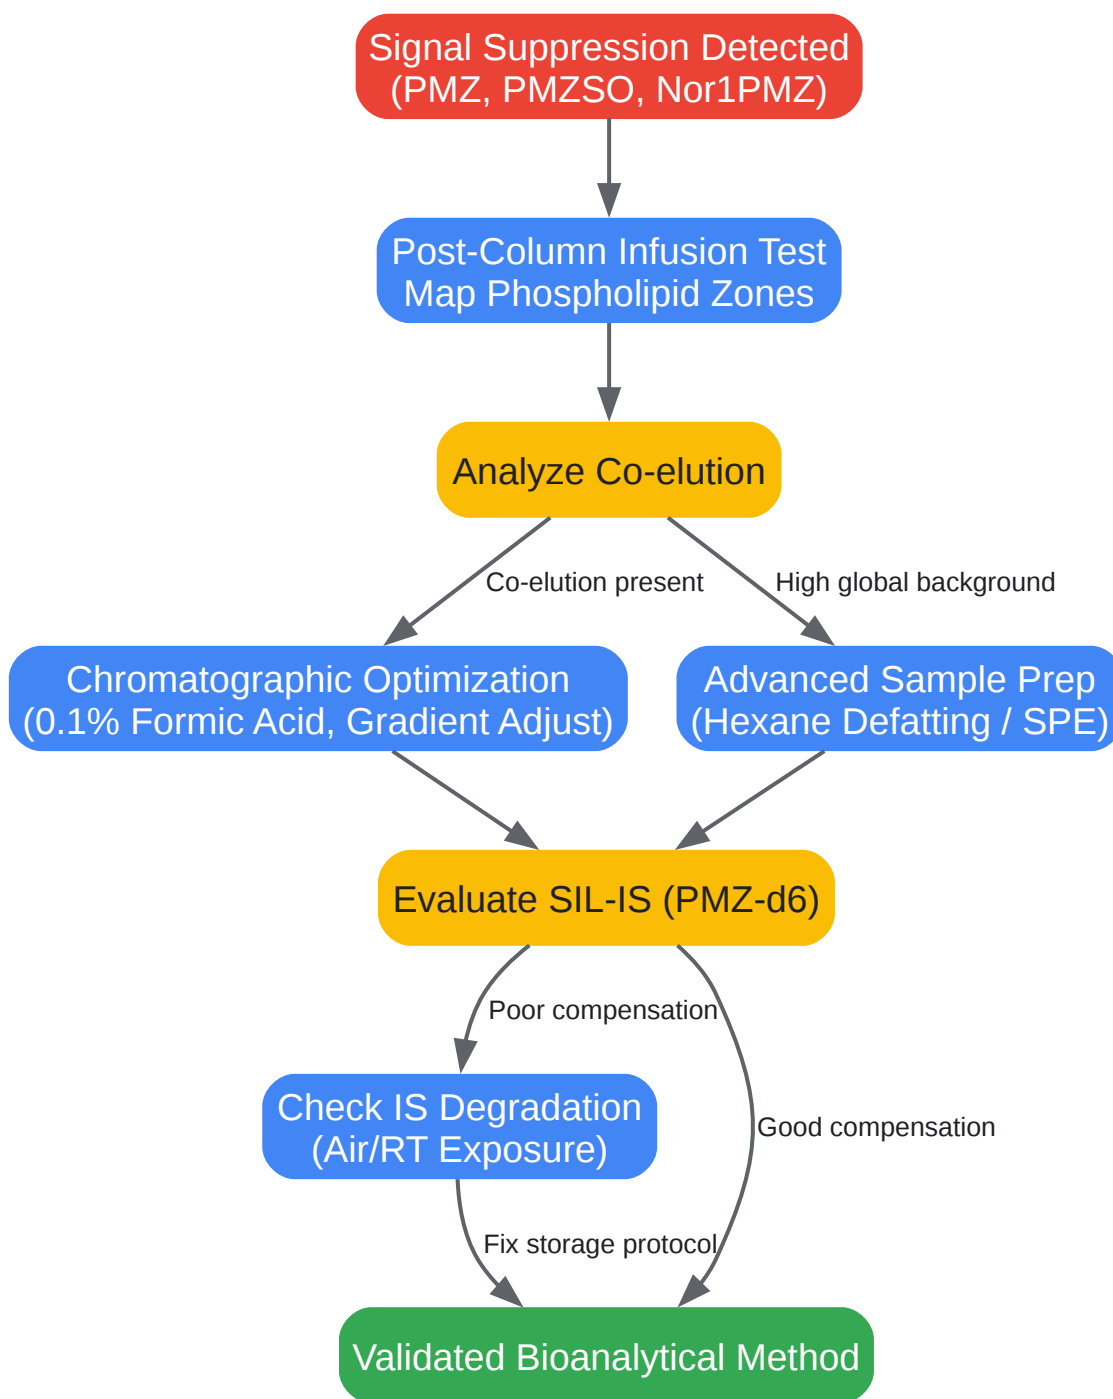 Signal Suppression Detected
(PMZ, PMZSO, Nor1PMZ)
Post-Column Infusion Test
Map Phospholipid Zones
Analyze Co-elution
Co-elution present
High global background
Chromatographic Optimization
(0.1% Formic Acid, Gradient Adjust)
Advanced Sample Prep
(Hexane Defatting / SPE)
Evaluate SIL-IS (PMZ-d6)
Poor compensation
Check IS Degradation
(Air/RT Exposure)
Good compensation
Fix storage protocol
Validated Bioanalytical Method